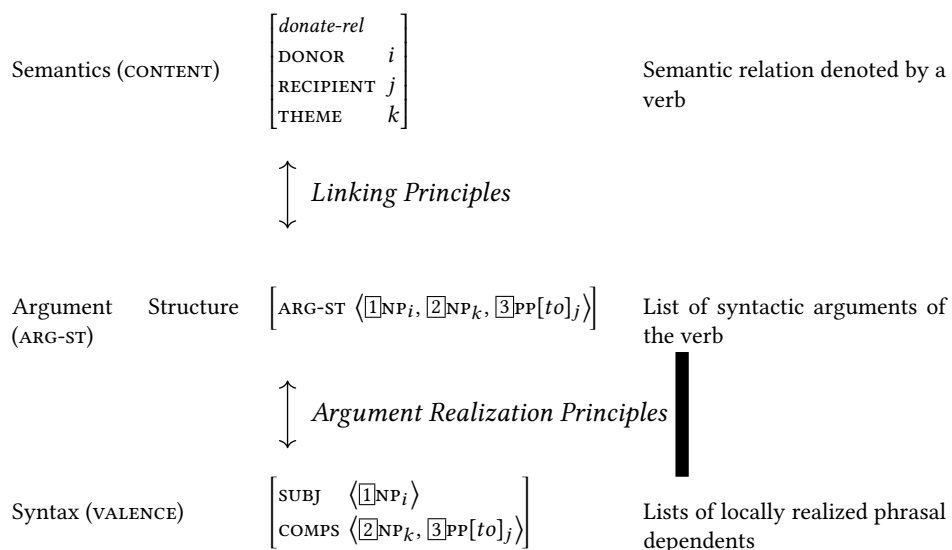 Semantics (CONTENT)
donate-rel
DONOR i
RECIPIENT j
THEME k
Semantic relation denoted by a
verb
Linking Principles
Argument Structure
(ARG-ST)
[ARG-ST ⟨1NPi, 2NPk, 3PP[to]j⟩]
List of syntactic arguments of
the verb
Argument Realization Principles
Syntax (VALENCE)
SUBJ ⟨1NPi⟩
COMPS ⟨2NPk, 3PP[to]j⟩
Lists of locally realized phrasal
dependents